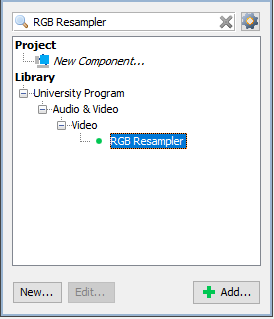 RGB Resampler
Project
New Component...
Library
University Program
Audio & Video
Video
RGB Resampler
New... Edit... Add...